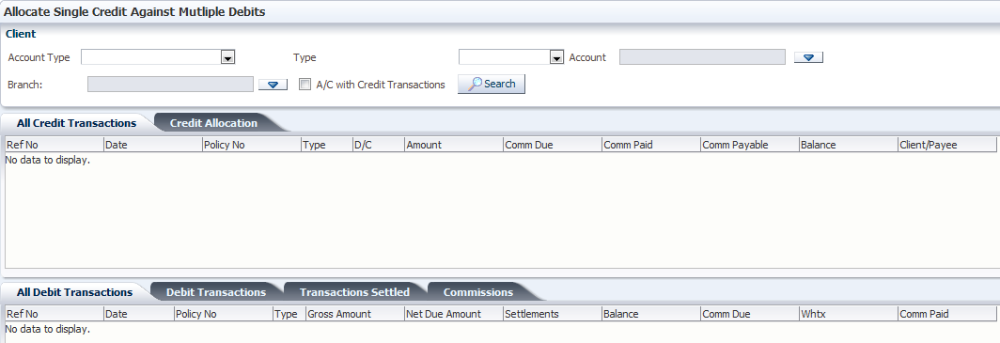 Allocate Single Credit Against Mutliple Debits
Client
Account Type Type Account
Branch: A/C with Credit Transactions Search
All Credit Transactions Credit Allocation
Ref No Date Policy No Type D/C Amount Comm Due Comm Paid Comm Payable Balance Client/Payee
No data to display.
All Debit Transactions Debit Transactions Transactions Settled Commissions
Ref No Date Policy No Type Gross Amount Net Due Amount Settlements Balance Comm Due Whtx Comm Paid
No data to display.